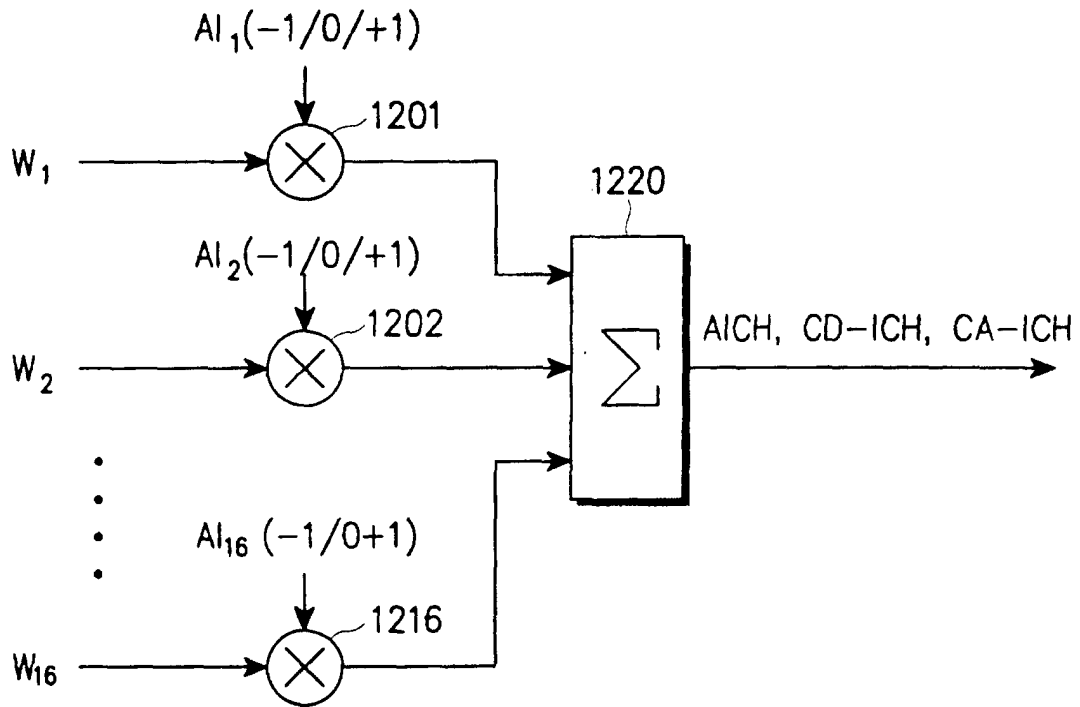 AI₁(−1/0/+1)
1201
W₁
1220
AI₂(−1/0/+1)
1202
AICH, CD−ICH, CA−ICH
W₂
Σ
AI₁₆ (−1/0+1)
1216
W₁₆